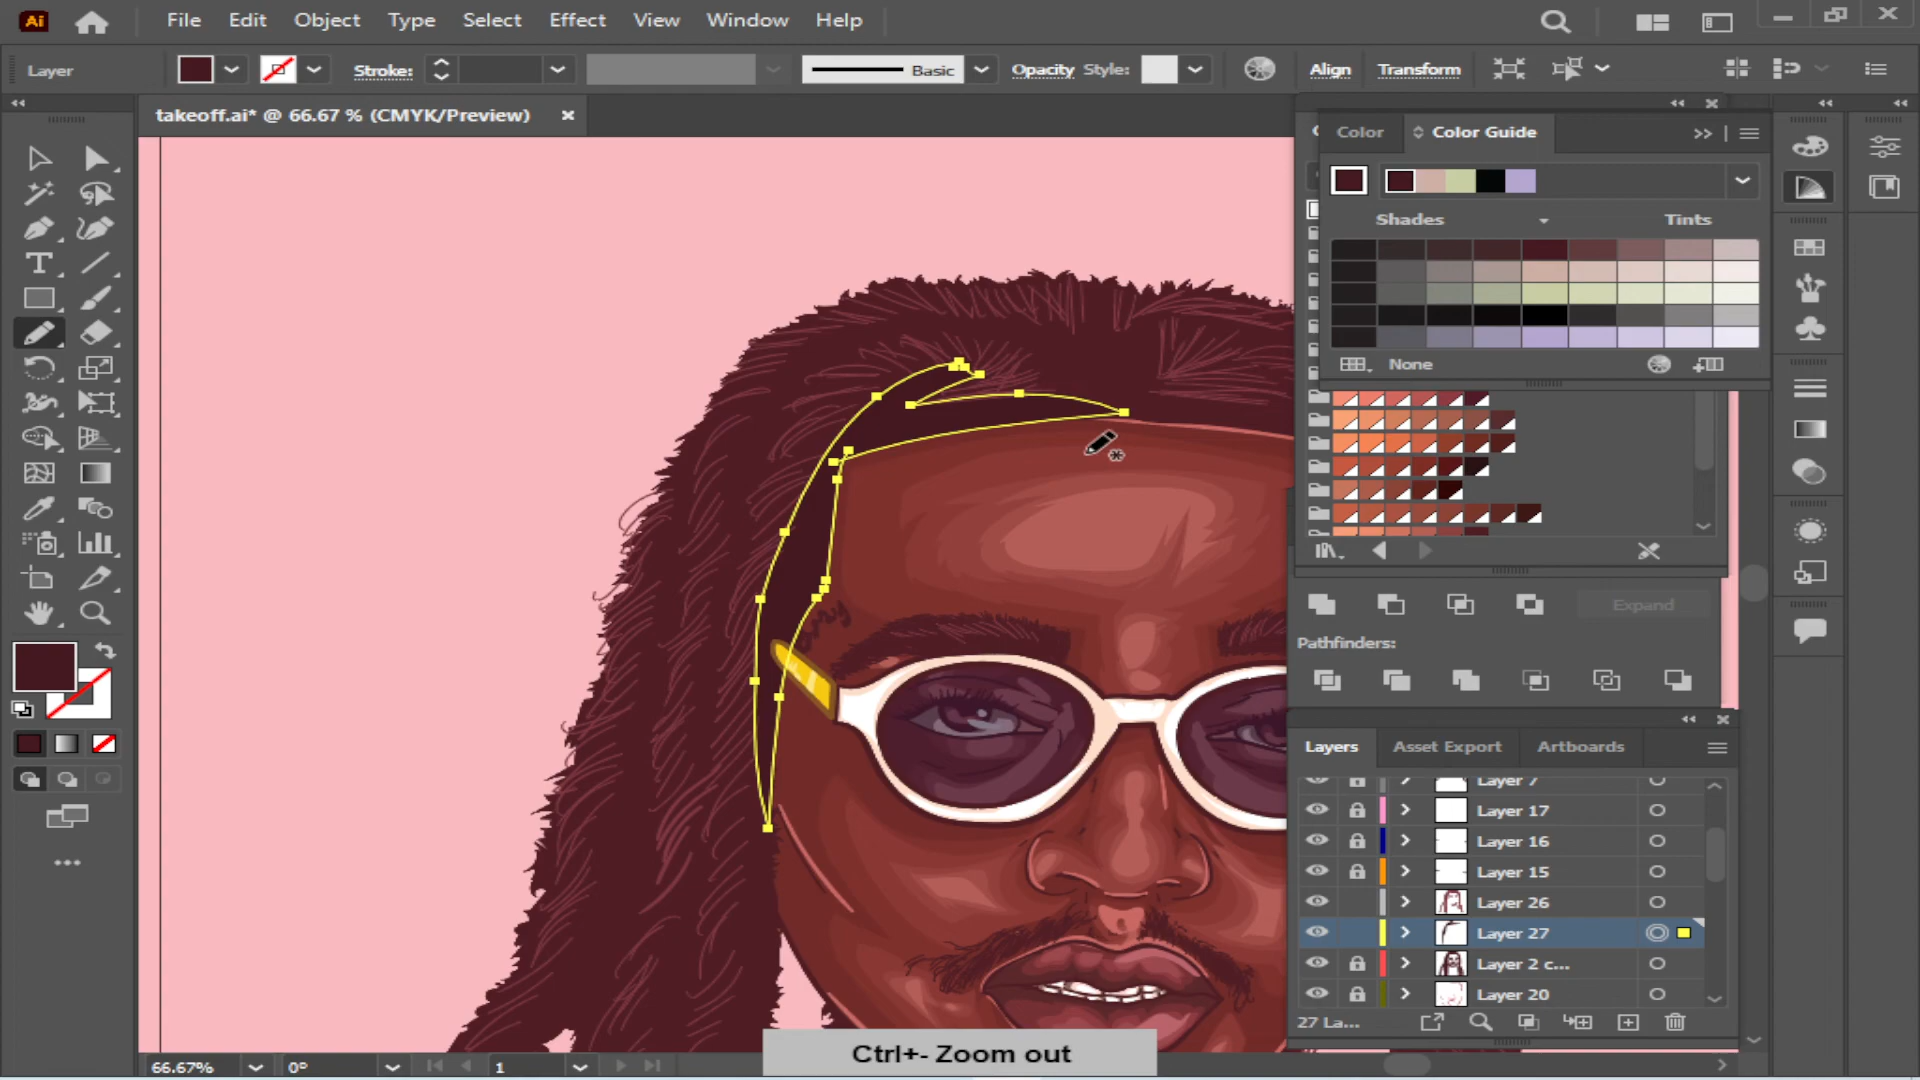 Ai File Edit Object Type Select Effect View Window Help
Layer Stroke: Basic Opacity Style: Align Transform
takeoff.ai* @ 66.67 % (CMYK/Preview) ×
Color Color Guide
Shades Tints
None
Expand
Pathfinders:
Layers Asset Export Artboards
Layer 7
Layer 17
Layer 16
Layer 15
Layer 26
Layer 27
Layer 2 c...
Layer 20
27 La...
Ctrl+- Zoom out
66.67% 0° 1